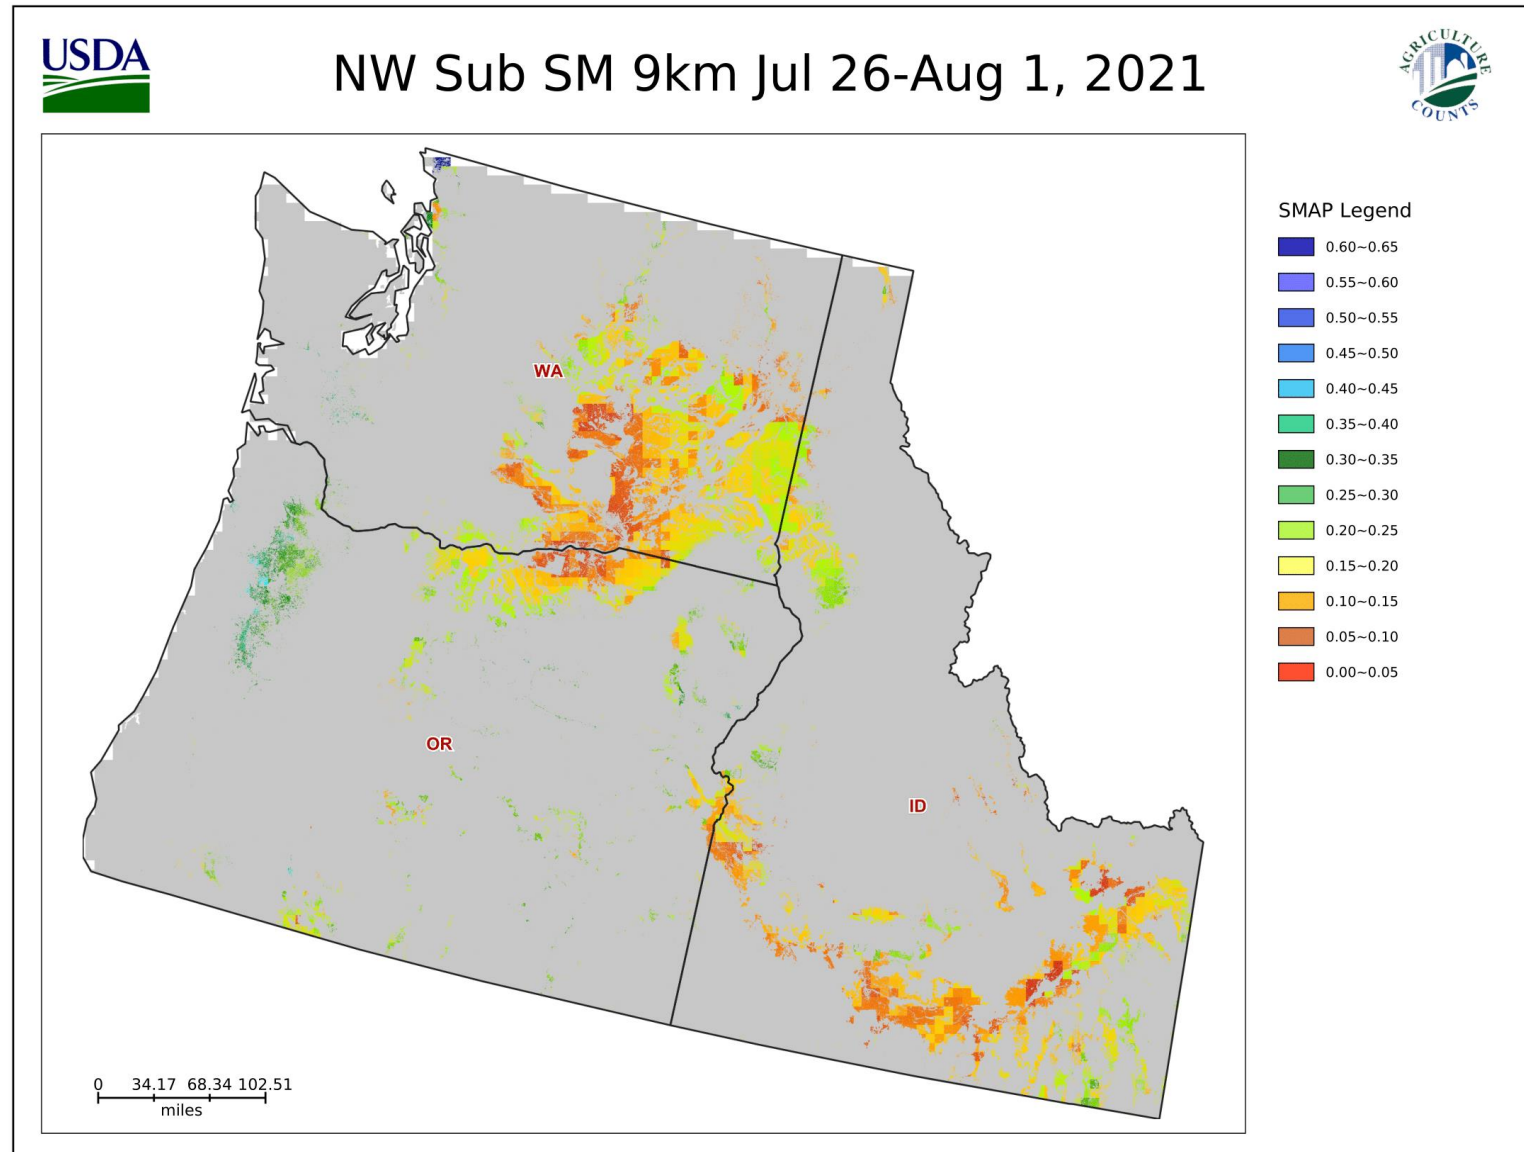 USDA
NW Sub SM 9km Jul 26-Aug 1, 2021
AGRICULTURE
COUNTS
SMAP Legend
0.60~0.65
0.55~0.60
0.50~0.55
0.45~0.50
0.40~0.45
0.35~0.40
0.30~0.35
0.25~0.30
0.20~0.25
0.15~0.20
0.10~0.15
0.05~0.10
0.00~0.05
WA
OR
ID
0 34.17 68.34 102.51
miles